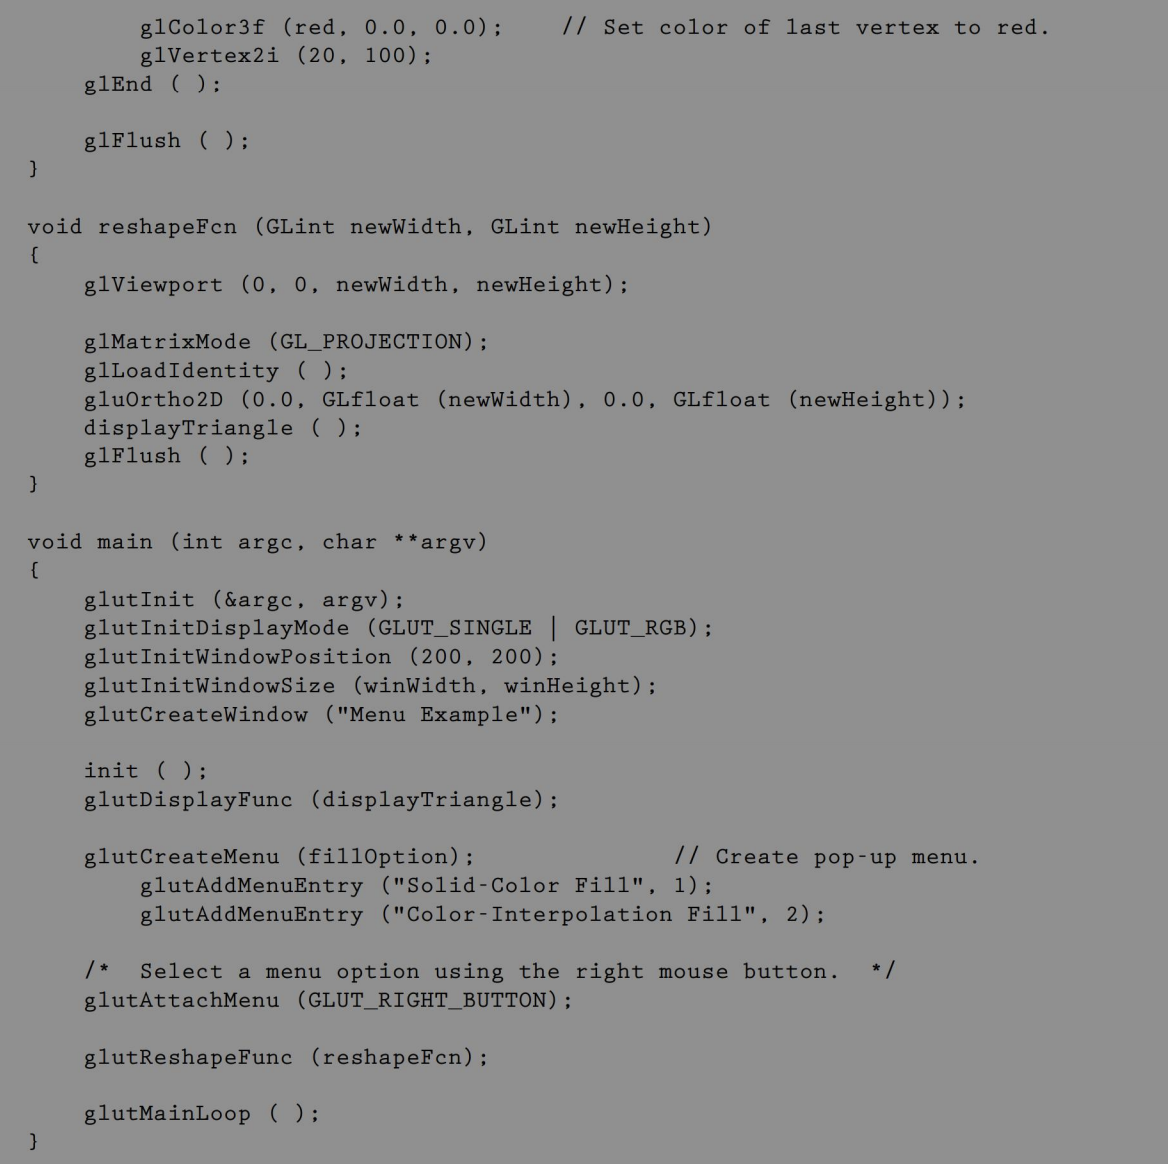 glColor3f (red, 0.0, 0.0);    // Set color of last vertex to red.
glVertex2i (20, 100);
glEnd ( );
glFlush ( );
}
void reshapeFcn (GLint newWidth, GLint newHeight)
{
glViewport (0, 0, newWidth, newHeight);
glMatrixMode (GL_PROJECTION);
glLoadIdentity ( );
gluOrtho2D (0.0, GLfloat (newWidth), 0.0, GLfloat (newHeight));
displayTriangle ( );
glFlush ( );
}
void main (int argc, char **argv)
{
glutInit (&argc, argv);
glutInitDisplayMode (GLUT_SINGLE | GLUT_RGB);
glutInitWindowPosition (200, 200);
glutInitWindowSize (winWidth, winHeight);
glutCreateWindow ("Menu Example");
init ( );
glutDisplayFunc (displayTriangle);
glutCreateMenu (fillOption);    // Create pop-up menu.
glutAddMenuEntry ("Solid-Color Fill", 1);
glutAddMenuEntry ("Color-Interpolation Fill", 2);
/*  Select a menu option using the right mouse button.  */
glutAttachMenu (GLUT_RIGHT_BUTTON);
glutReshapeFunc (reshapeFcn);
glutMainLoop ( );
}